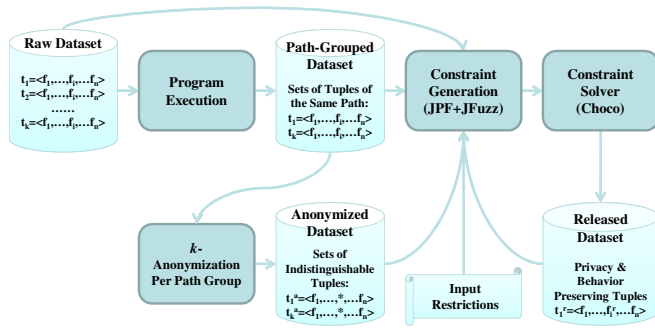 Raw Dataset
t₁=<f₁,…,fᵢ,…fₙ>
t₂=<f₁,…,fᵢ,…fₙ>
……
tₖ=<f₁,…,fᵢ,…fₙ>
Program
Execution
Path-Grouped
Dataset
Sets of Tuples of
the Same Path:
t₁=<f₁,…,fᵢ,…fₙ>
tₖ=<f₁,…,fᵢ,…fₙ>
Constraint
Generation
(JPF+JFuzz)
Constraint
Solver
(Choco)
k-
Anonymization
Per Path Group
Anonymized
Dataset
Sets of
Indistinguishable
Tuples:
t₁ᵃ=<f₁,…,*,…fₙ>
tₖᵃ=<f₁,…,*,…fₙ>
Input
Restrictions
Released
Dataset
Privacy &
Behavior
Preserving Tuples
t₁ʳ=<f₁,…,fᵢʳ,…fₙ>